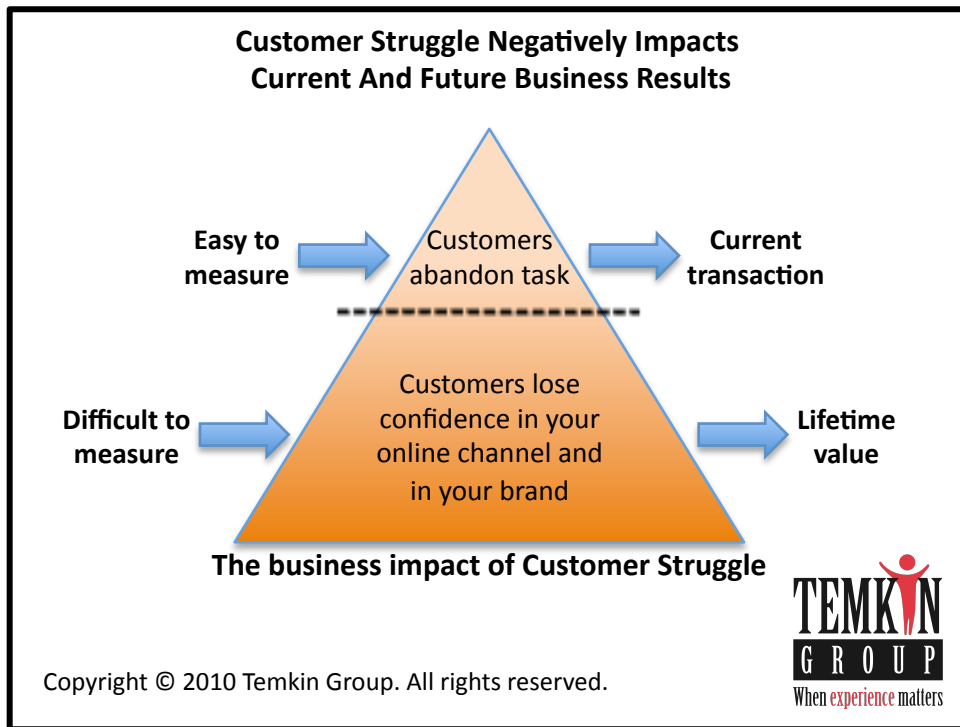 Customer Struggle Negatively Impacts
Current And Future Business Results
Easy to
measure
Customers
abandon task
Current
transaction
Difficult to
measure
Customers lose
confidence in your
online channel and
in your brand
Lifetime
value
The business impact of Customer Struggle
TEMKIN
GROUP
When experience matters
Copyright © 2010 Temkin Group. All rights reserved.